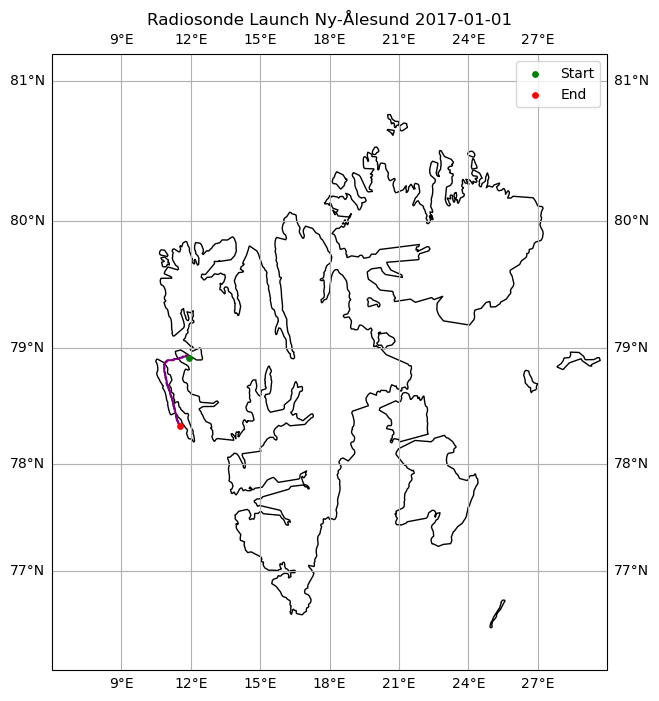 Radiosonde Launch Ny-Ålesund 2017-01-01
9°E 12°E 15°E 18°E 21°E 24°E 27°E
Start
End
81°N 81°N
80°N 80°N
79°N 79°N
78°N 78°N
77°N 77°N
9°E 12°E 15°E 18°E 21°E 24°E 27°E